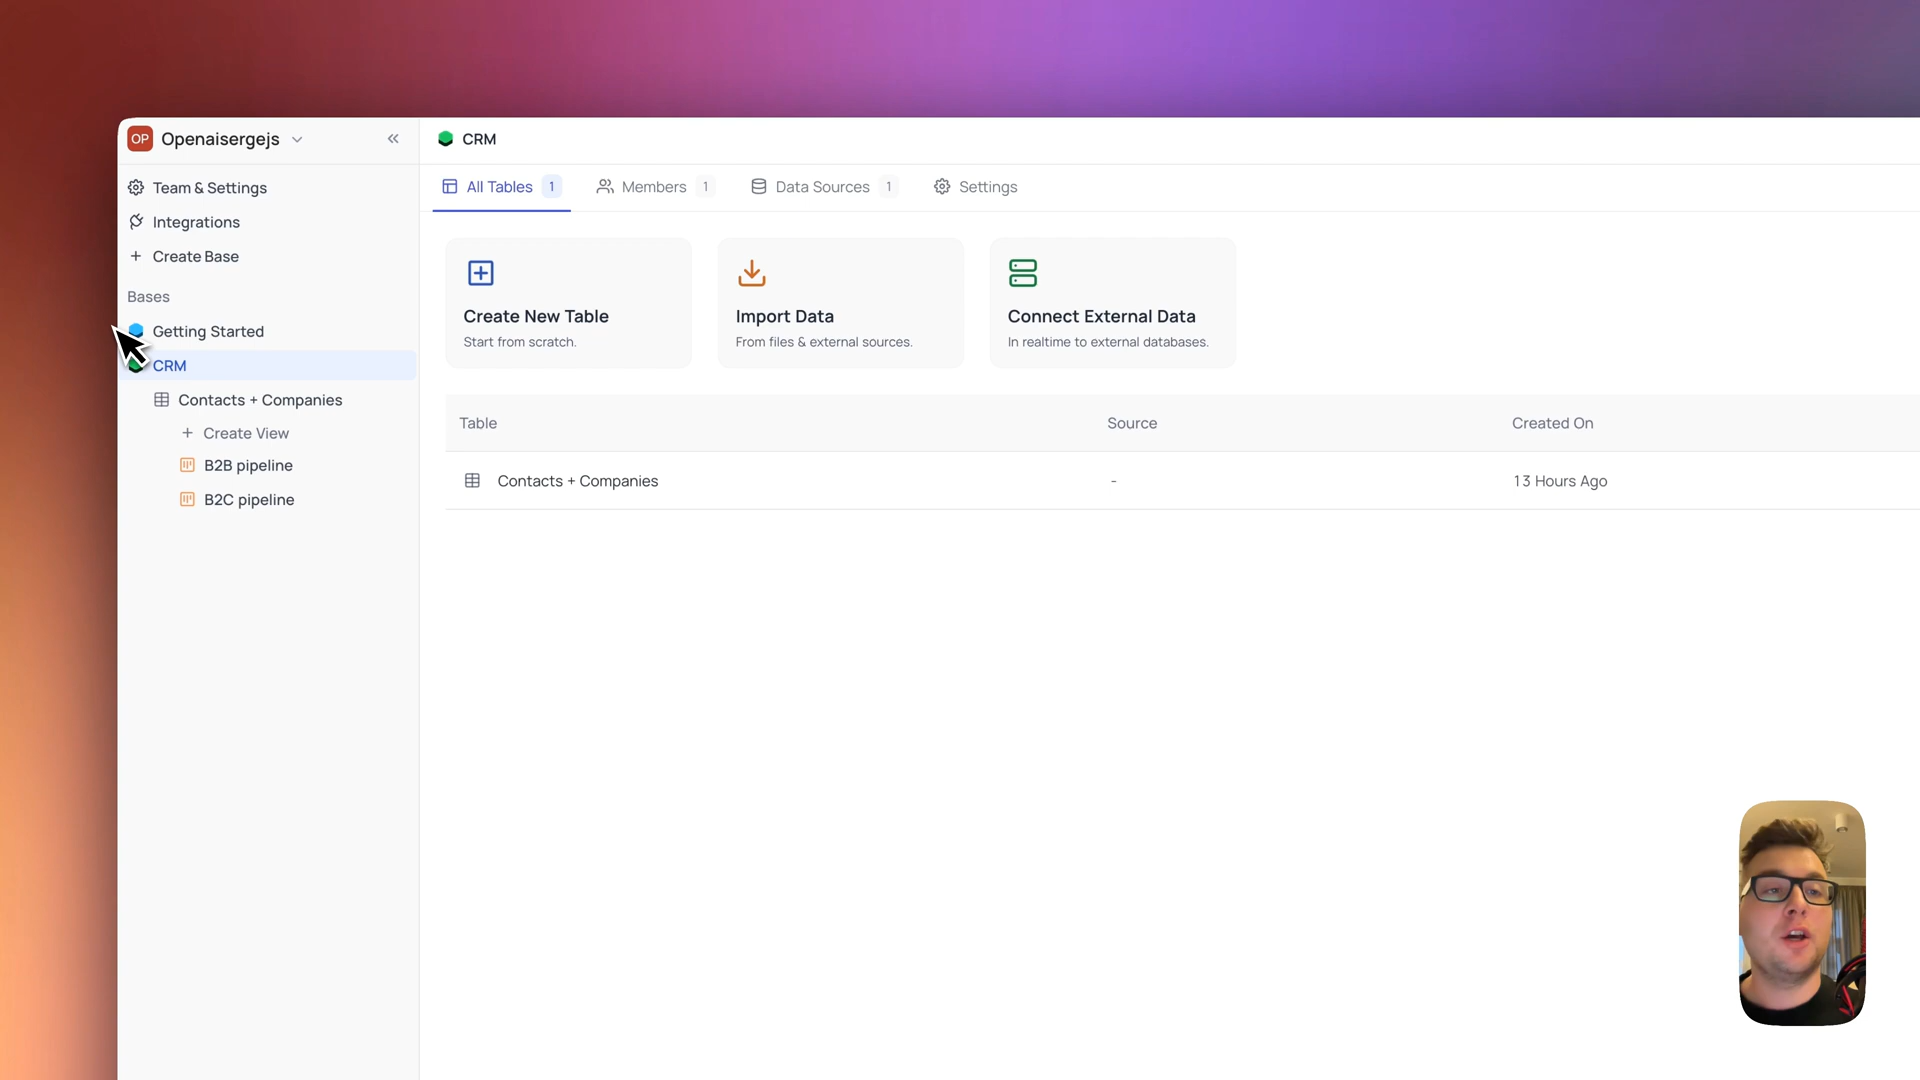 OP Openaisergejs
Team & Settings
Integrations
+ Create Base
Bases
Getting Started
CRM
Contacts + Companies
+ Create View
B2B pipeline
B2C pipeline
CRM
All Tables 1 Members 1 Data Sources 1 Settings
Create New Table
Start from scratch.
Import Data
From files & external sources.
Connect External Data
In realtime to external databases.
Table Source Created On
Contacts + Companies - 13 Hours Ago